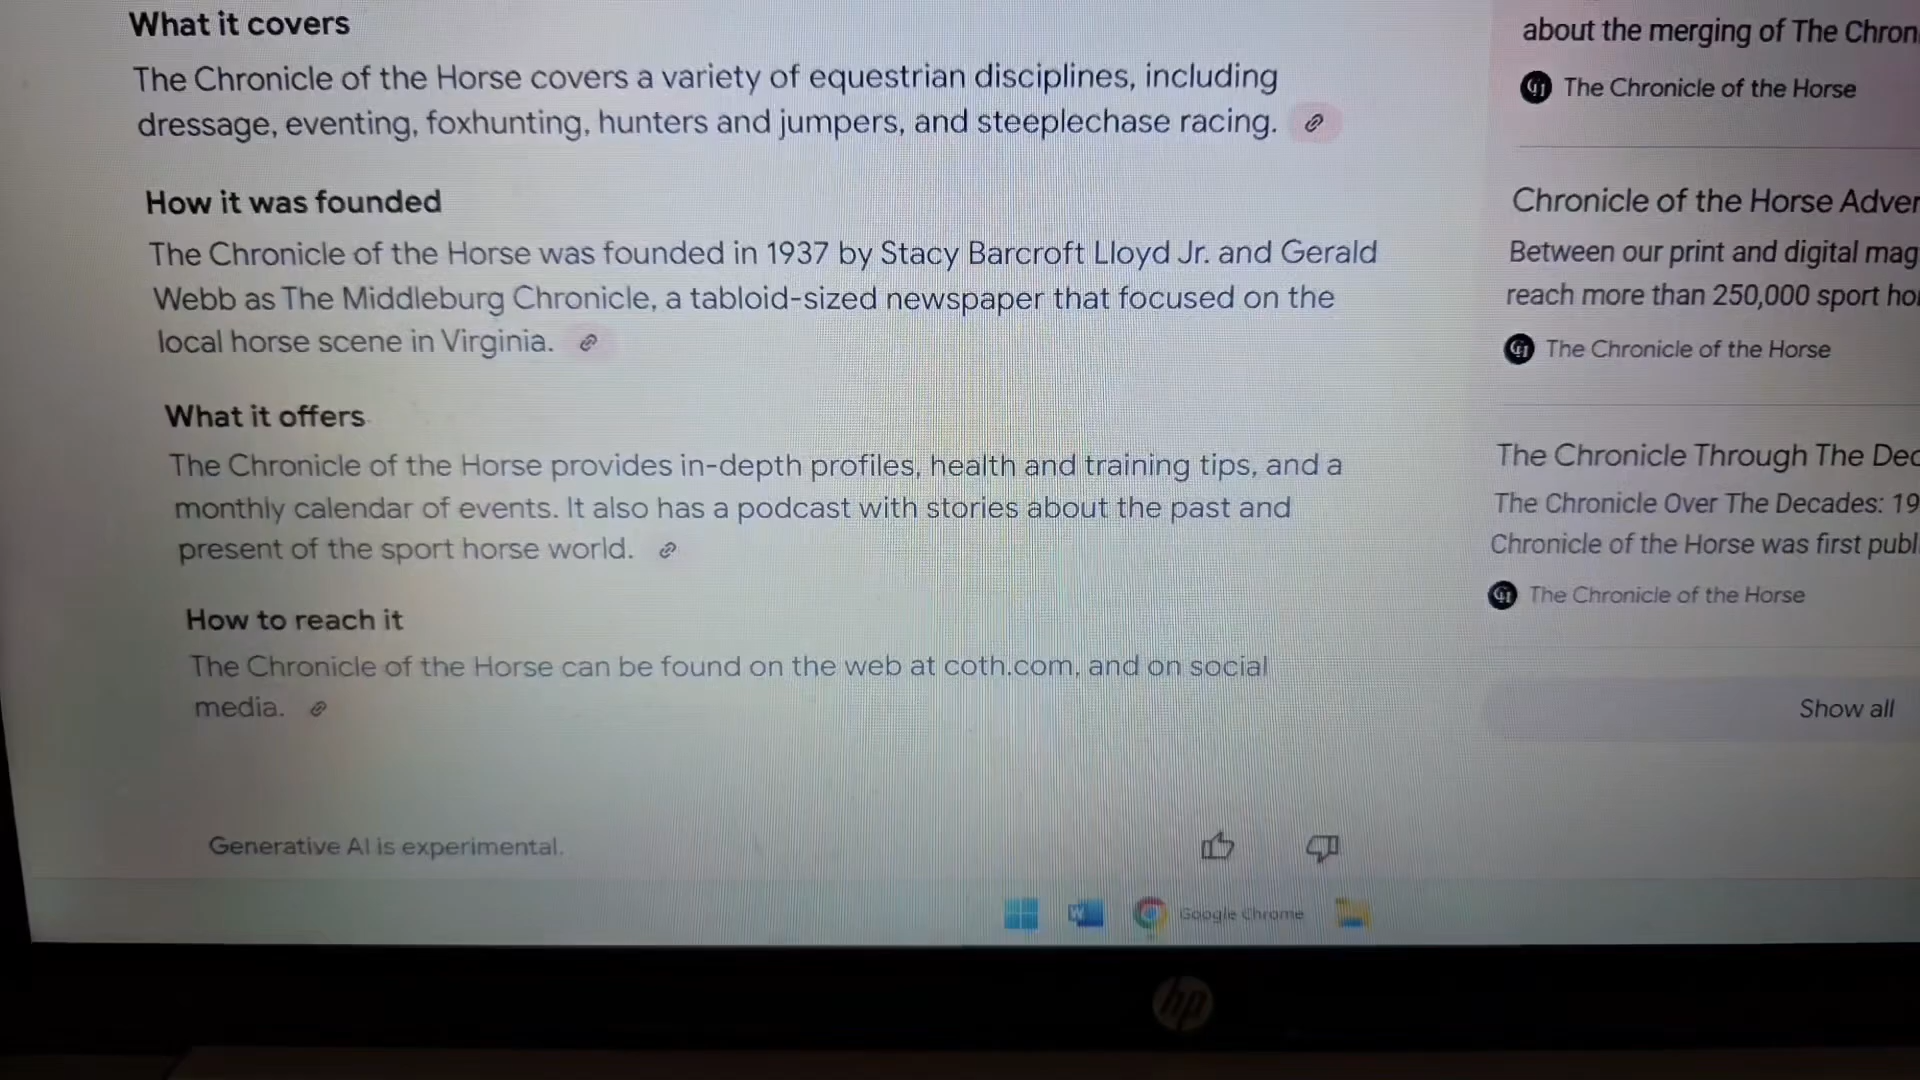 What it covers
The Chronicle of the Horse covers a variety of equestrian disciplines, including
dressage, eventing, foxhunting, hunters and jumpers, and steeplechase racing.
How it was founded
The Chronicle of the Horse was founded in 1937 by Stacy Barcroft Lloyd Jr. and Gerald
Webb as The Middleburg Chronicle, a tabloid-sized newspaper that focused on the
local horse scene in Virginia.
What it offers
The Chronicle of the Horse provides in-depth profiles, health and training tips, and a
monthly calendar of events. It also has a podcast with stories about the past and
present of the sport horse world.
How to reach it
The Chronicle of the Horse can be found on the web at coth.com, and on social
media.
Generative AI is experimental.
about the merging of The Chron
The Chronicle of the Horse
Chronicle of the Horse Adver
Between our print and digital mag
reach more than 250,000 sport ho
The Chronicle of the Horse
The Chronicle Through The Dec
The Chronicle Over The Decades: 19
Chronicle of the Horse was first publ
The Chronicle of the Horse
Show all
W
Google Chrome
hp